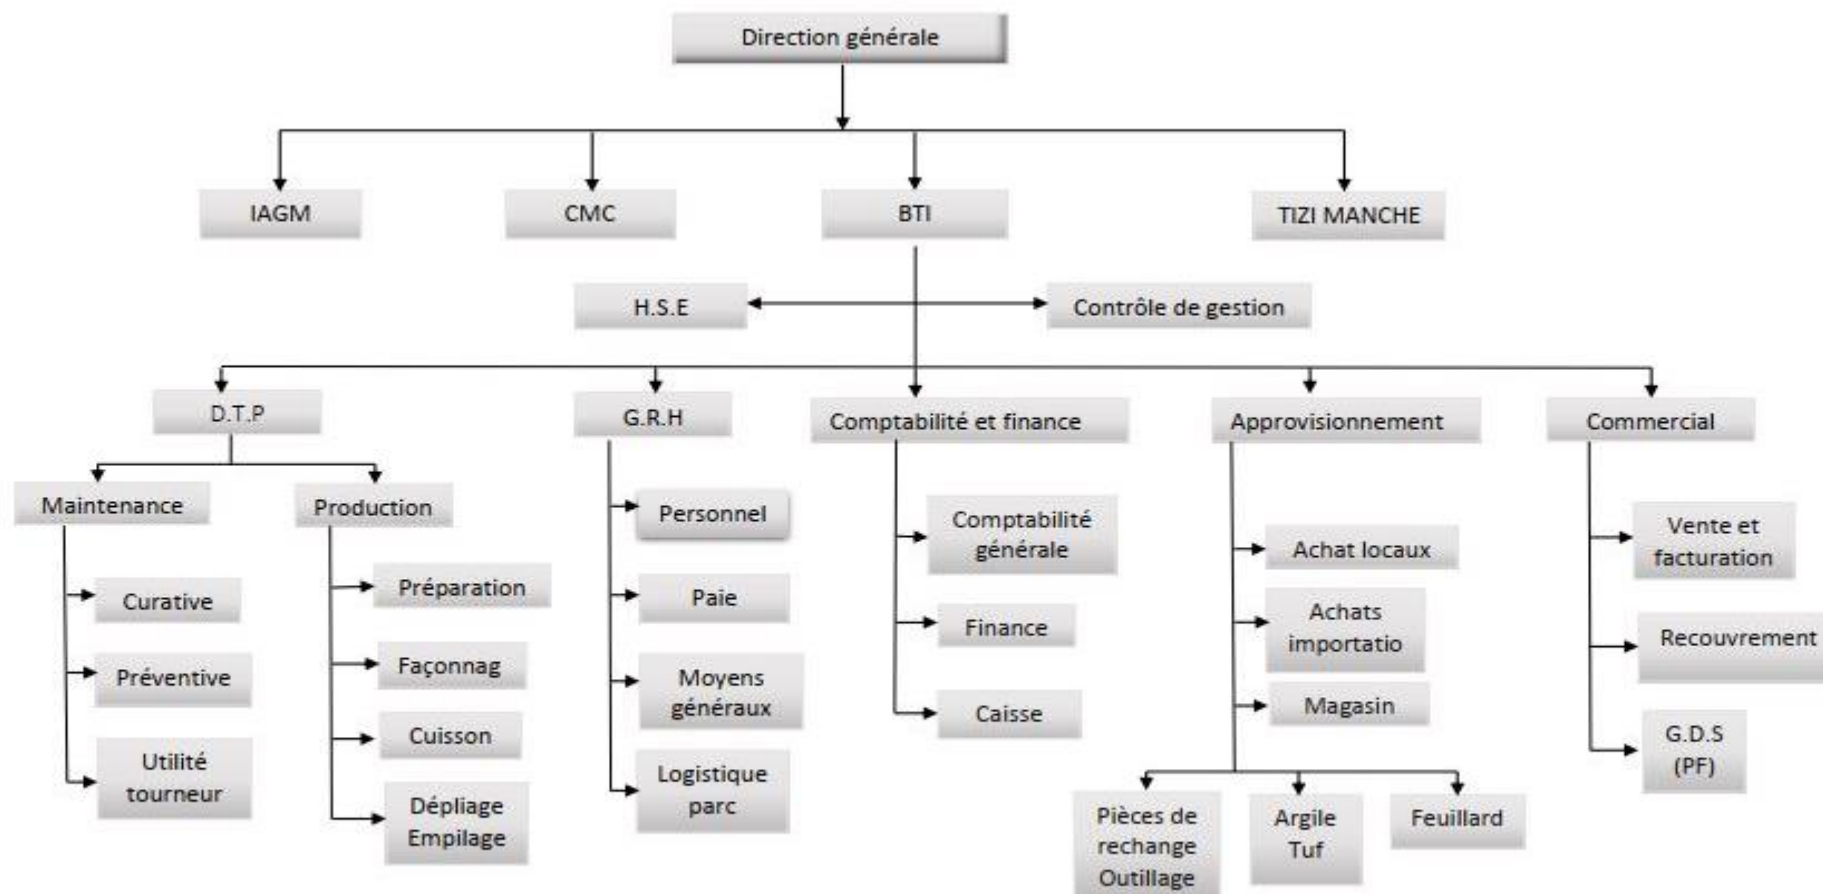 Direction générale
IAGM
CMC
BTI
TIZI MANCHE
H.S.E
Contrôle de gestion
D.T.P
G.R.H
Comptabilité et finance
Approvisionnement
Commercial
Maintenance
Production
Curative
Préventive
Utilité
tourneur
Préparation
Façonnag
Cuisson
Dépliage
Empilage
Personnel
Paie
Moyens
généraux
Logistique
parc
Comptabilité
générale
Finance
Caisse
Achat locaux
Achats
importatio
Magasin
Pièces de
rechange
Outillage
Argile
Tuf
Feuillard
Vente et
facturation
Recouvrement
G.D.S
(PF)